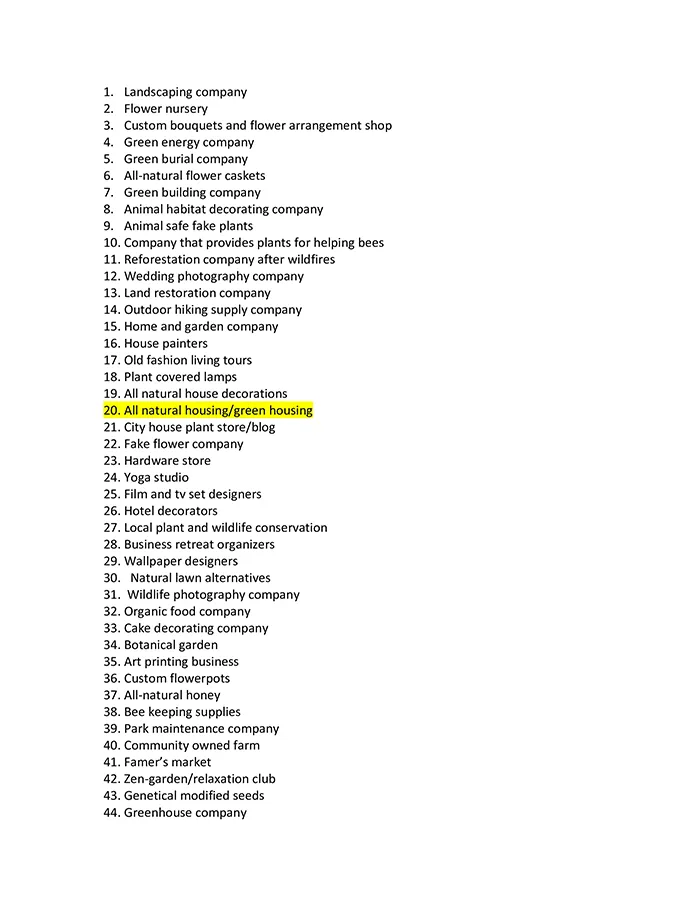 1. Landscaping company
2. Flower nursery
3. Custom bouquets and flower arrangement shop
4. Green energy company
5. Green burial company
6. All-natural flower caskets
7. Green building company
8. Animal habitat decorating company
9. Animal safe fake plants
10. Company that provides plants for helping bees
11. Reforestation company after wildfires
12. Wedding photography company
13. Land restoration company
14. Outdoor hiking supply company
15. Home and garden company
16. House painters
17. Old fashion living tours
18. Plant covered lamps
19. All natural house decorations
20. All natural housing/green housing
21. City house plant store/blog
22. Fake flower company
23. Hardware store
24. Yoga studio
25. Film and tv set designers
26. Hotel decorators
27. Local plant and wildlife conservation
28. Business retreat organizers
29. Wallpaper designers
30. Natural lawn alternatives
31. Wildlife photography company
32. Organic food company
33. Cake decorating company
34. Botanical garden
35. Art printing business
36. Custom flowerpots
37. All-natural honey
38. Bee keeping supplies
39. Park maintenance company
40. Community owned farm
41. Famer’s market
42. Zen-garden/relaxation club
43. Genetical modified seeds
44. Greenhouse company